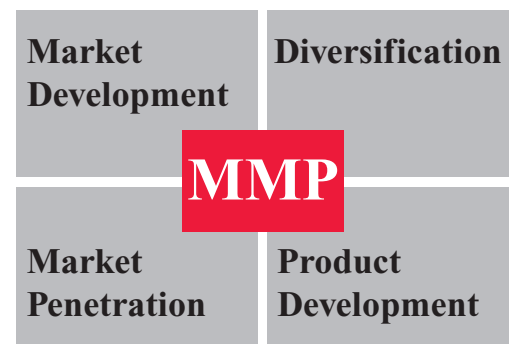 Market
Development
Diversification
MMP
Market
Penetration
Product
Development